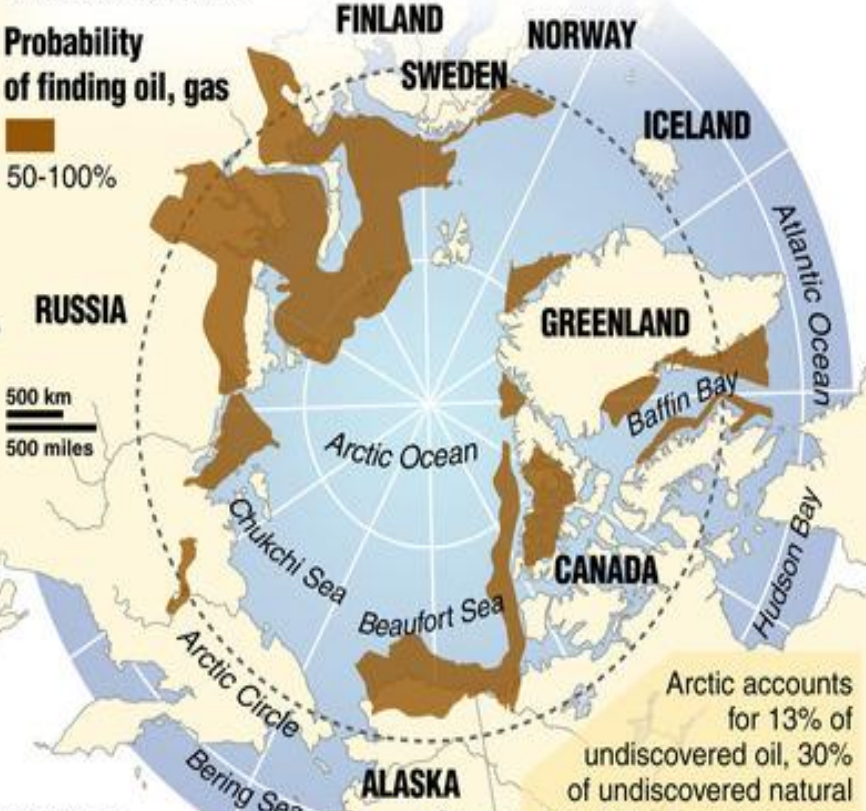 Probability
of finding oil, gas
50-100%
FINLAND
NORWAY
SWEDEN
ICELAND
Atlantic Ocean
RUSSIA
GREENLAND
500 km
500 miles
Baffin Bay
Arctic Ocean
Chukchi Sea
Hudson Bay
CANADA
Beaufort Sea
Arctic Circle
Bering Sea
ALASKA
Arctic accounts
for 13% of
undiscovered oil, 30%
of undiscovered natural